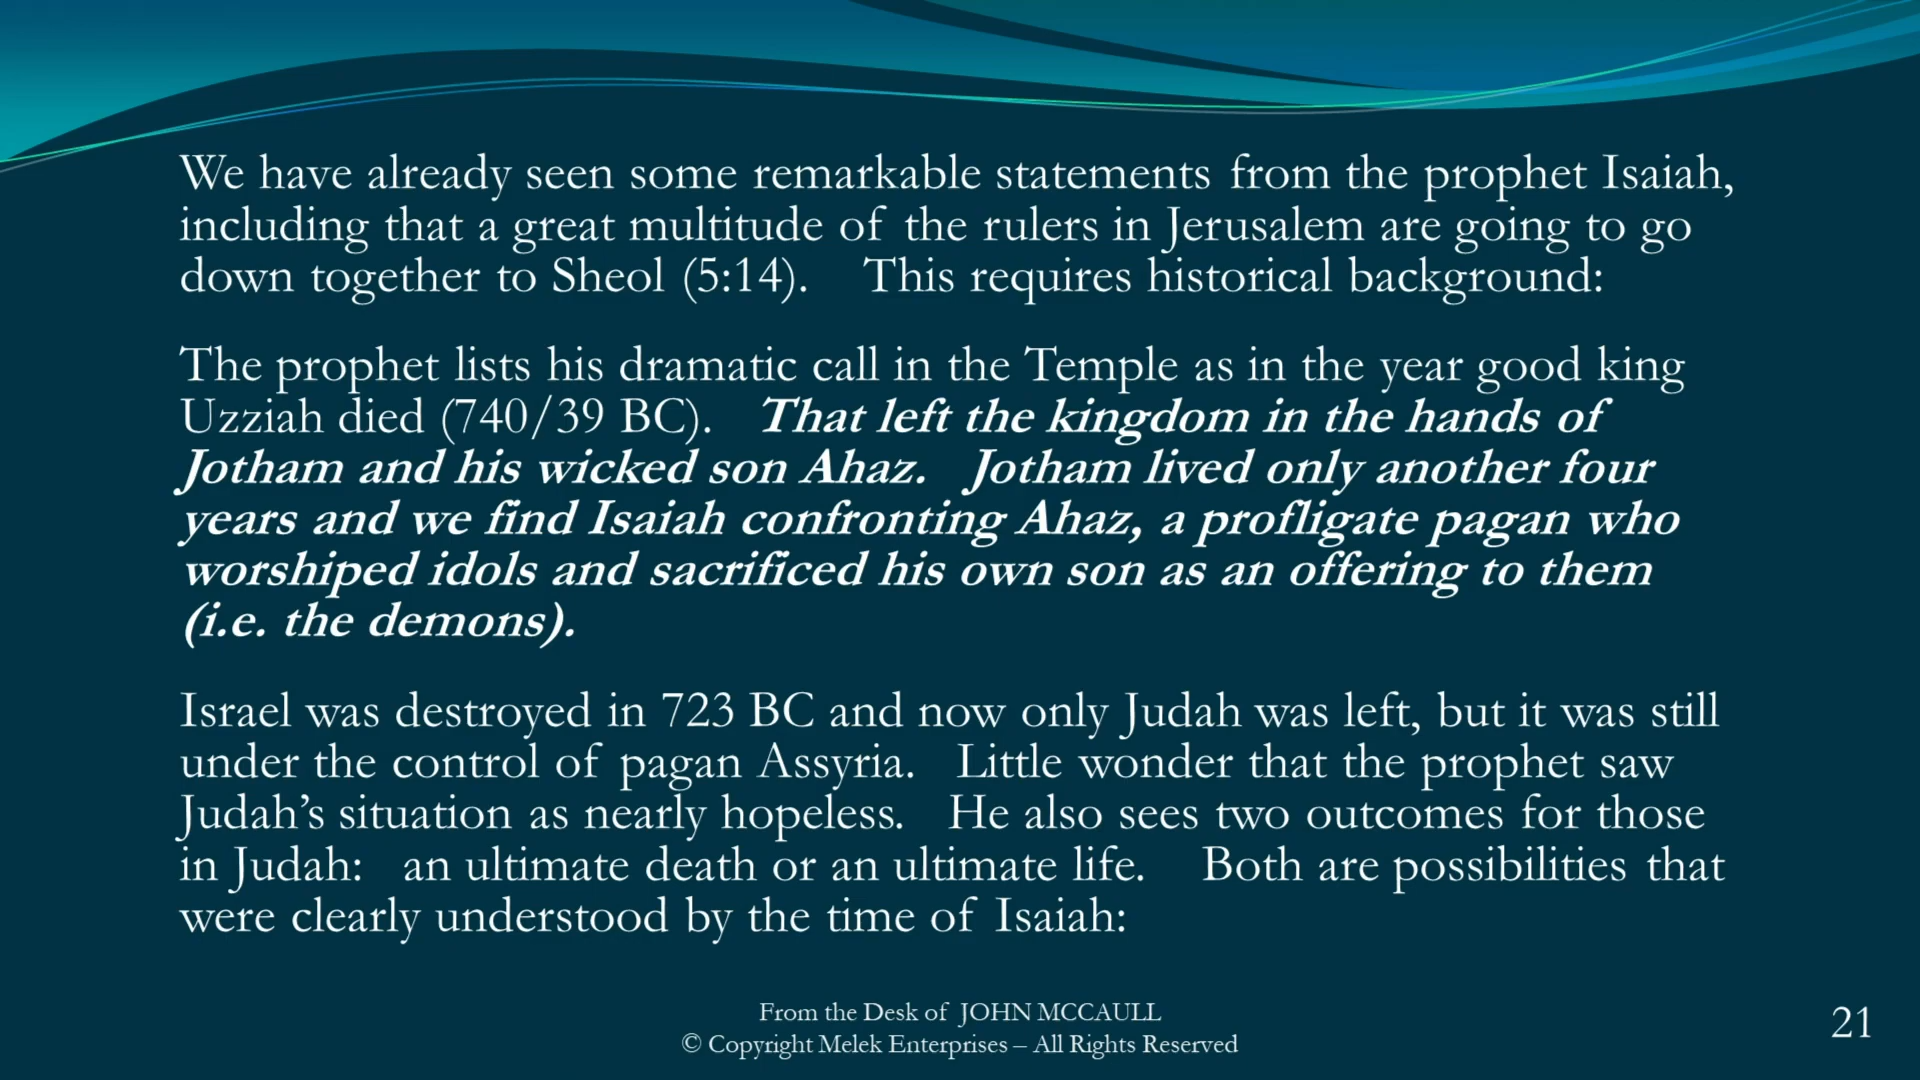 We have already seen some remarkable statements from the prophet Isaiah,
including that a great multitude of the rulers in Jerusalem are going to go
down together to Sheol (5:14). This requires historical background:
The prophet lists his dramatic call in the Temple as in the year good king
Uzziah died (740/39 BC). That left the kingdom in the hands of
Jotham and his wicked son Ahaz. Jotham lived only another four
years and we find Isaiah confronting Ahaz, a profligate pagan who
worshiped idols and sacrificed his own son as an offering to them
(i.e. the demons).
Israel was destroyed in 723 BC and now only Judah was left, but it was still
under the control of pagan Assyria. Little wonder that the prophet saw
Judah’s situation as nearly hopeless. He also sees two outcomes for those
in Judah: an ultimate death or an ultimate life. Both are possibilities that
were clearly understood by the time of Isaiah:
From the Desk of JOHN MCCAULL
© Copyright Melek Enterprises – All Rights Reserved
21